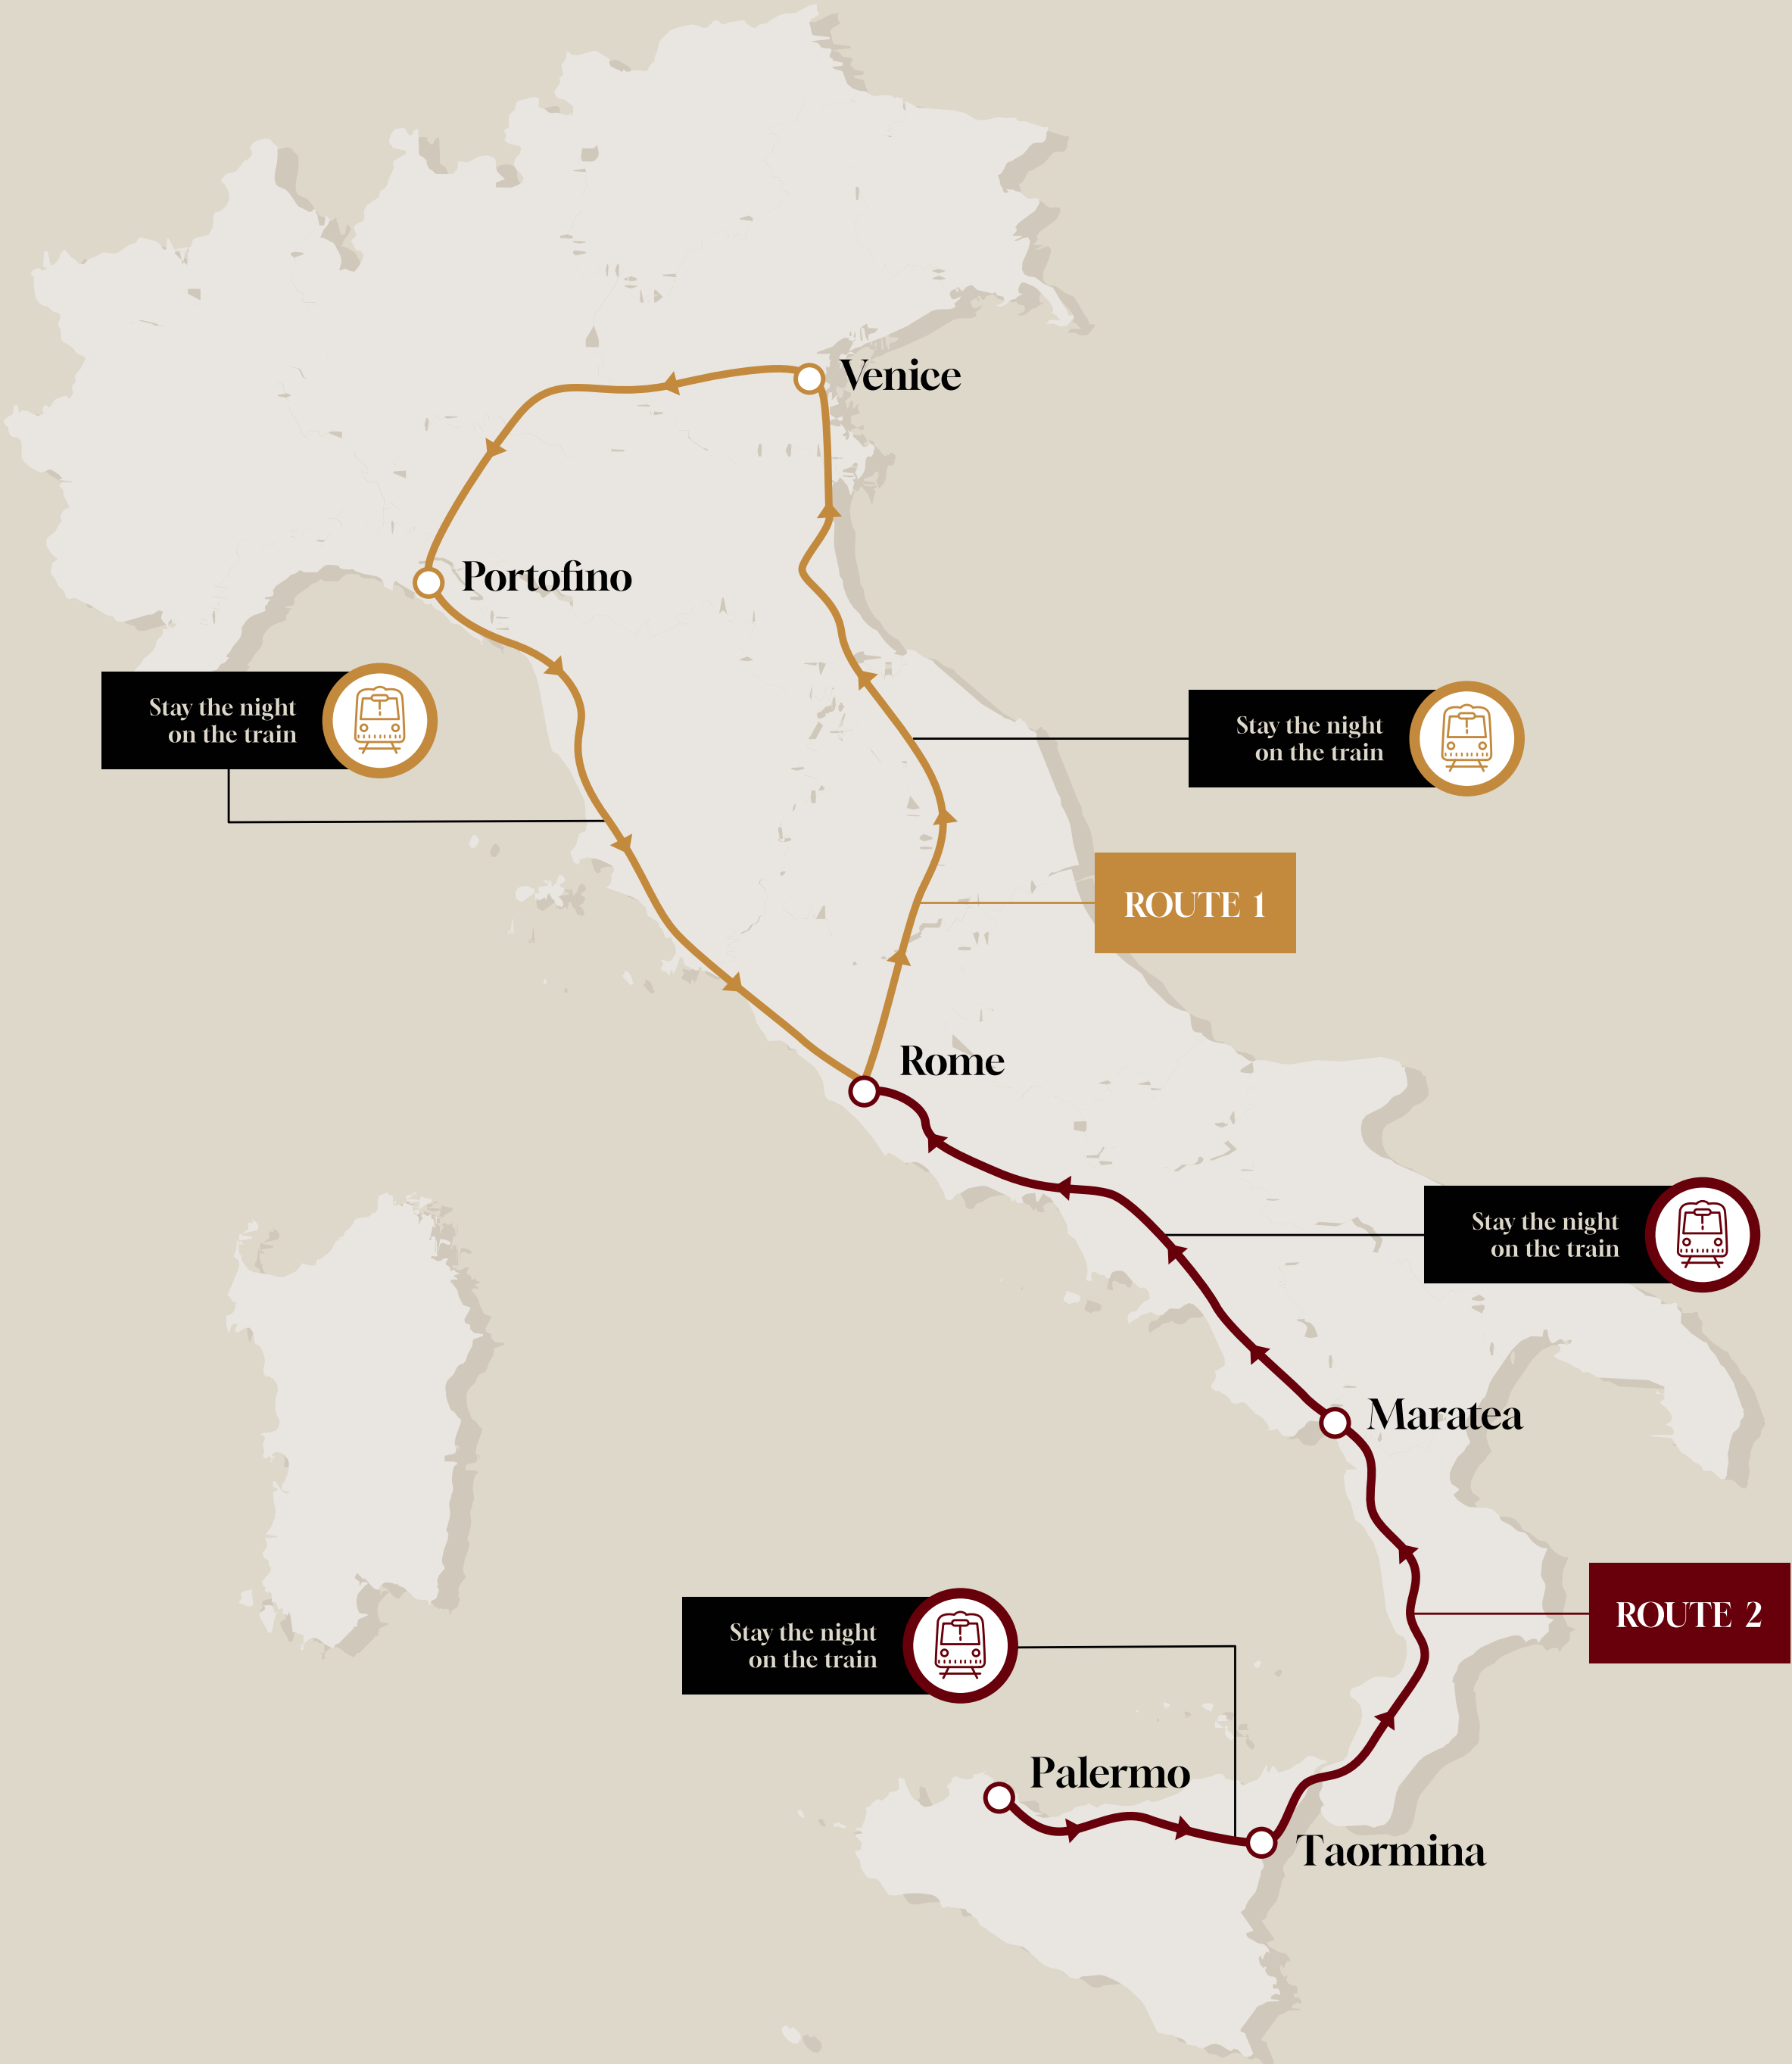 Venice
Portofino
Stay the night
on the train
Stay the night
on the train
ROUTE 1
Rome
Stay the night
on the train
Maratea
ROUTE 2
Stay the night
on the train
Palermo
Taormina